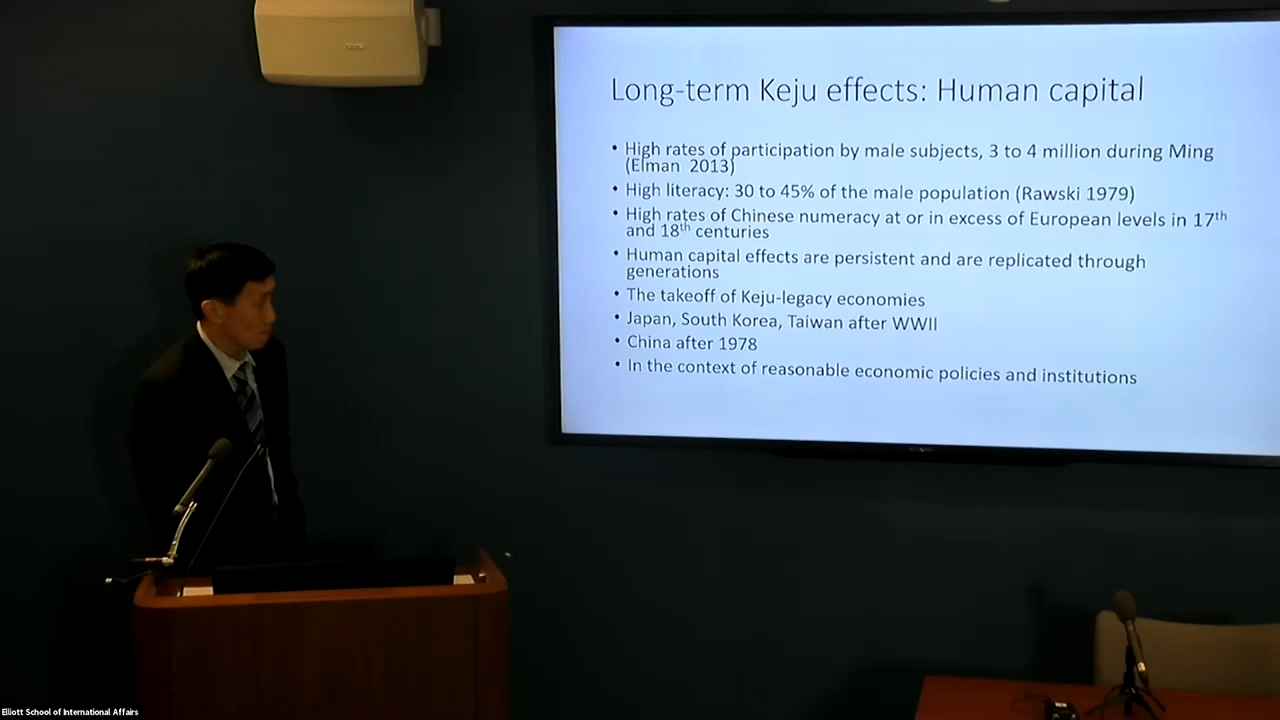 Long-term Keju effects: Human capital
• High rates of participation by male subjects, 3 to 4 million during Ming
(Elman 2013)
• High literacy: 30 to 45% of the male population (Rawski 1979)
• High rates of Chinese numeracy at or in excess of European levels in 17th
and 18th centuries
• Human capital effects are persistent and are replicated through
generations
• The takeoff of Keju-legacy economies
• Japan, South Korea, Taiwan after WWII
• China after 1978
• In the context of reasonable economic policies and institutions
Elliott School of International Affairs